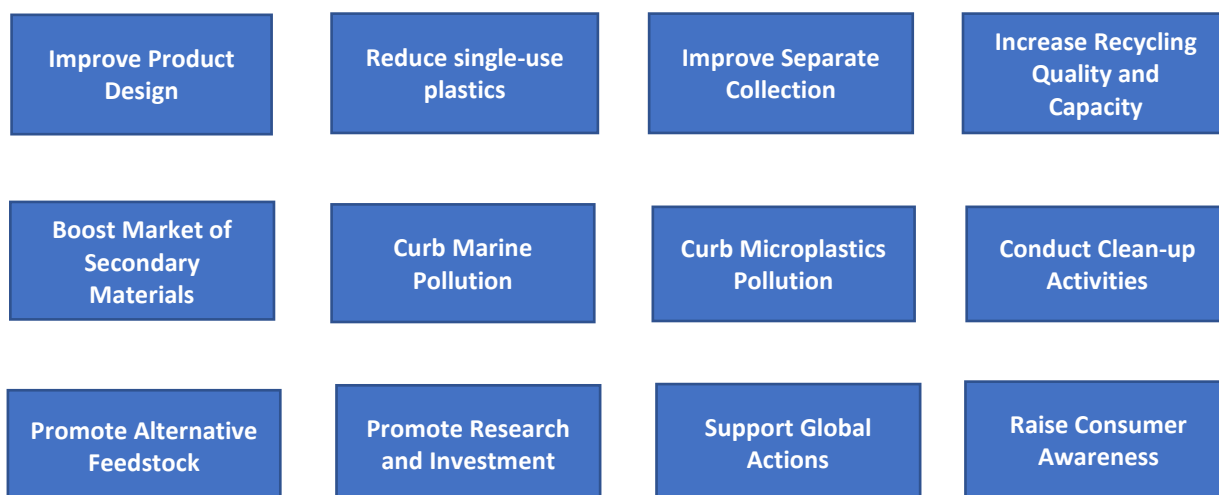 Improve Product
Design
Reduce single-use
plastics
Improve Separate
Collection
Increase Recycling
Quality and
Capacity
Boost Market of
Secondary
Materials
Curb Marine
Pollution
Curb Microplastics
Pollution
Conduct Clean-up
Activities
Promote Alternative
Feedstock
Promote Research
and Investment
Support Global
Actions
Raise Consumer
Awareness